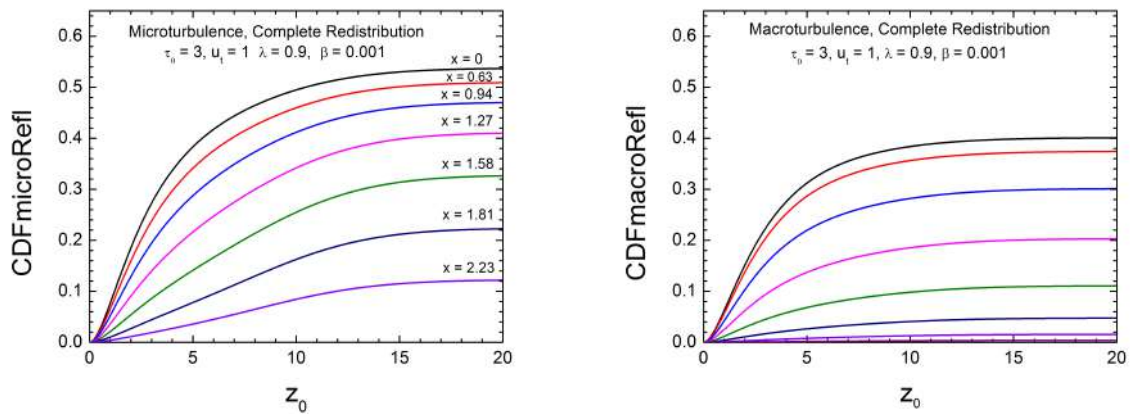 Microturbulence, Complete Redistribution
τ₀ = 3, uₜ = 1 λ = 0.9, β = 0.001
x = 0
x = 0.63
x = 0.94
x = 1.27
x = 1.58
x = 1.81
x = 2.23
CDFmicroRefl
0.6
0.5
0.4
0.3
0.2
0.1
0.0
0 5 10 15 20
z₀
Macroturbulence, Complete Redistribution
τ₀ = 3, uₜ = 1, λ = 0.9, β = 0.001
CDFmacroRefl
0.6
0.5
0.4
0.3
0.2
0.1
0.0
0 5 10 15 20
z₀